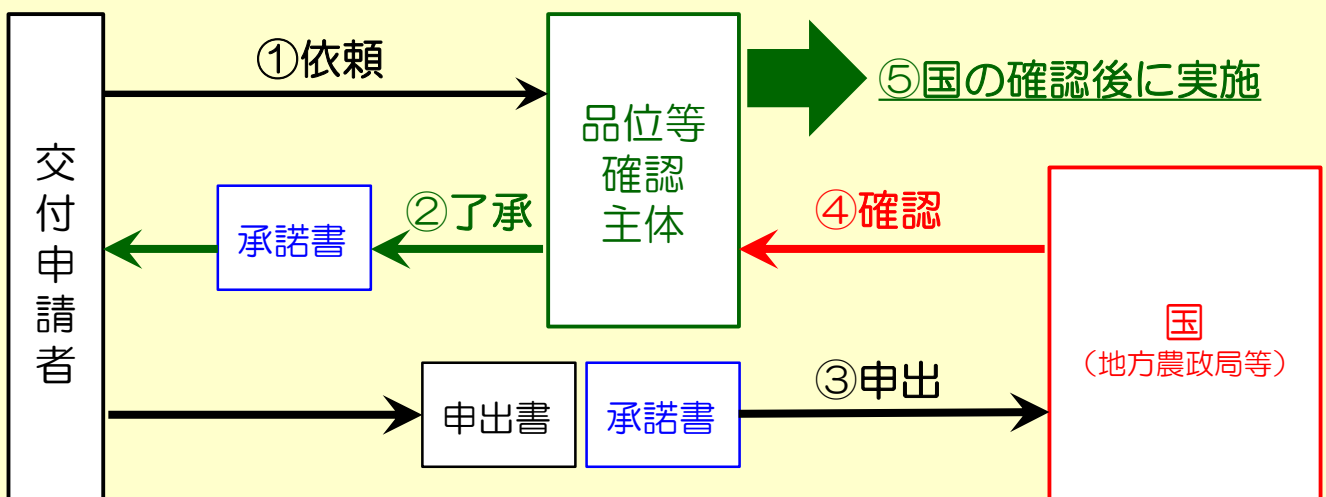 ①依頼
⑤国の確認後に実施
品位等
確認
主体
交付申請者
②了承
承諾書
④確認
国
（地方農政局等）
③申出
申出書
承諾書